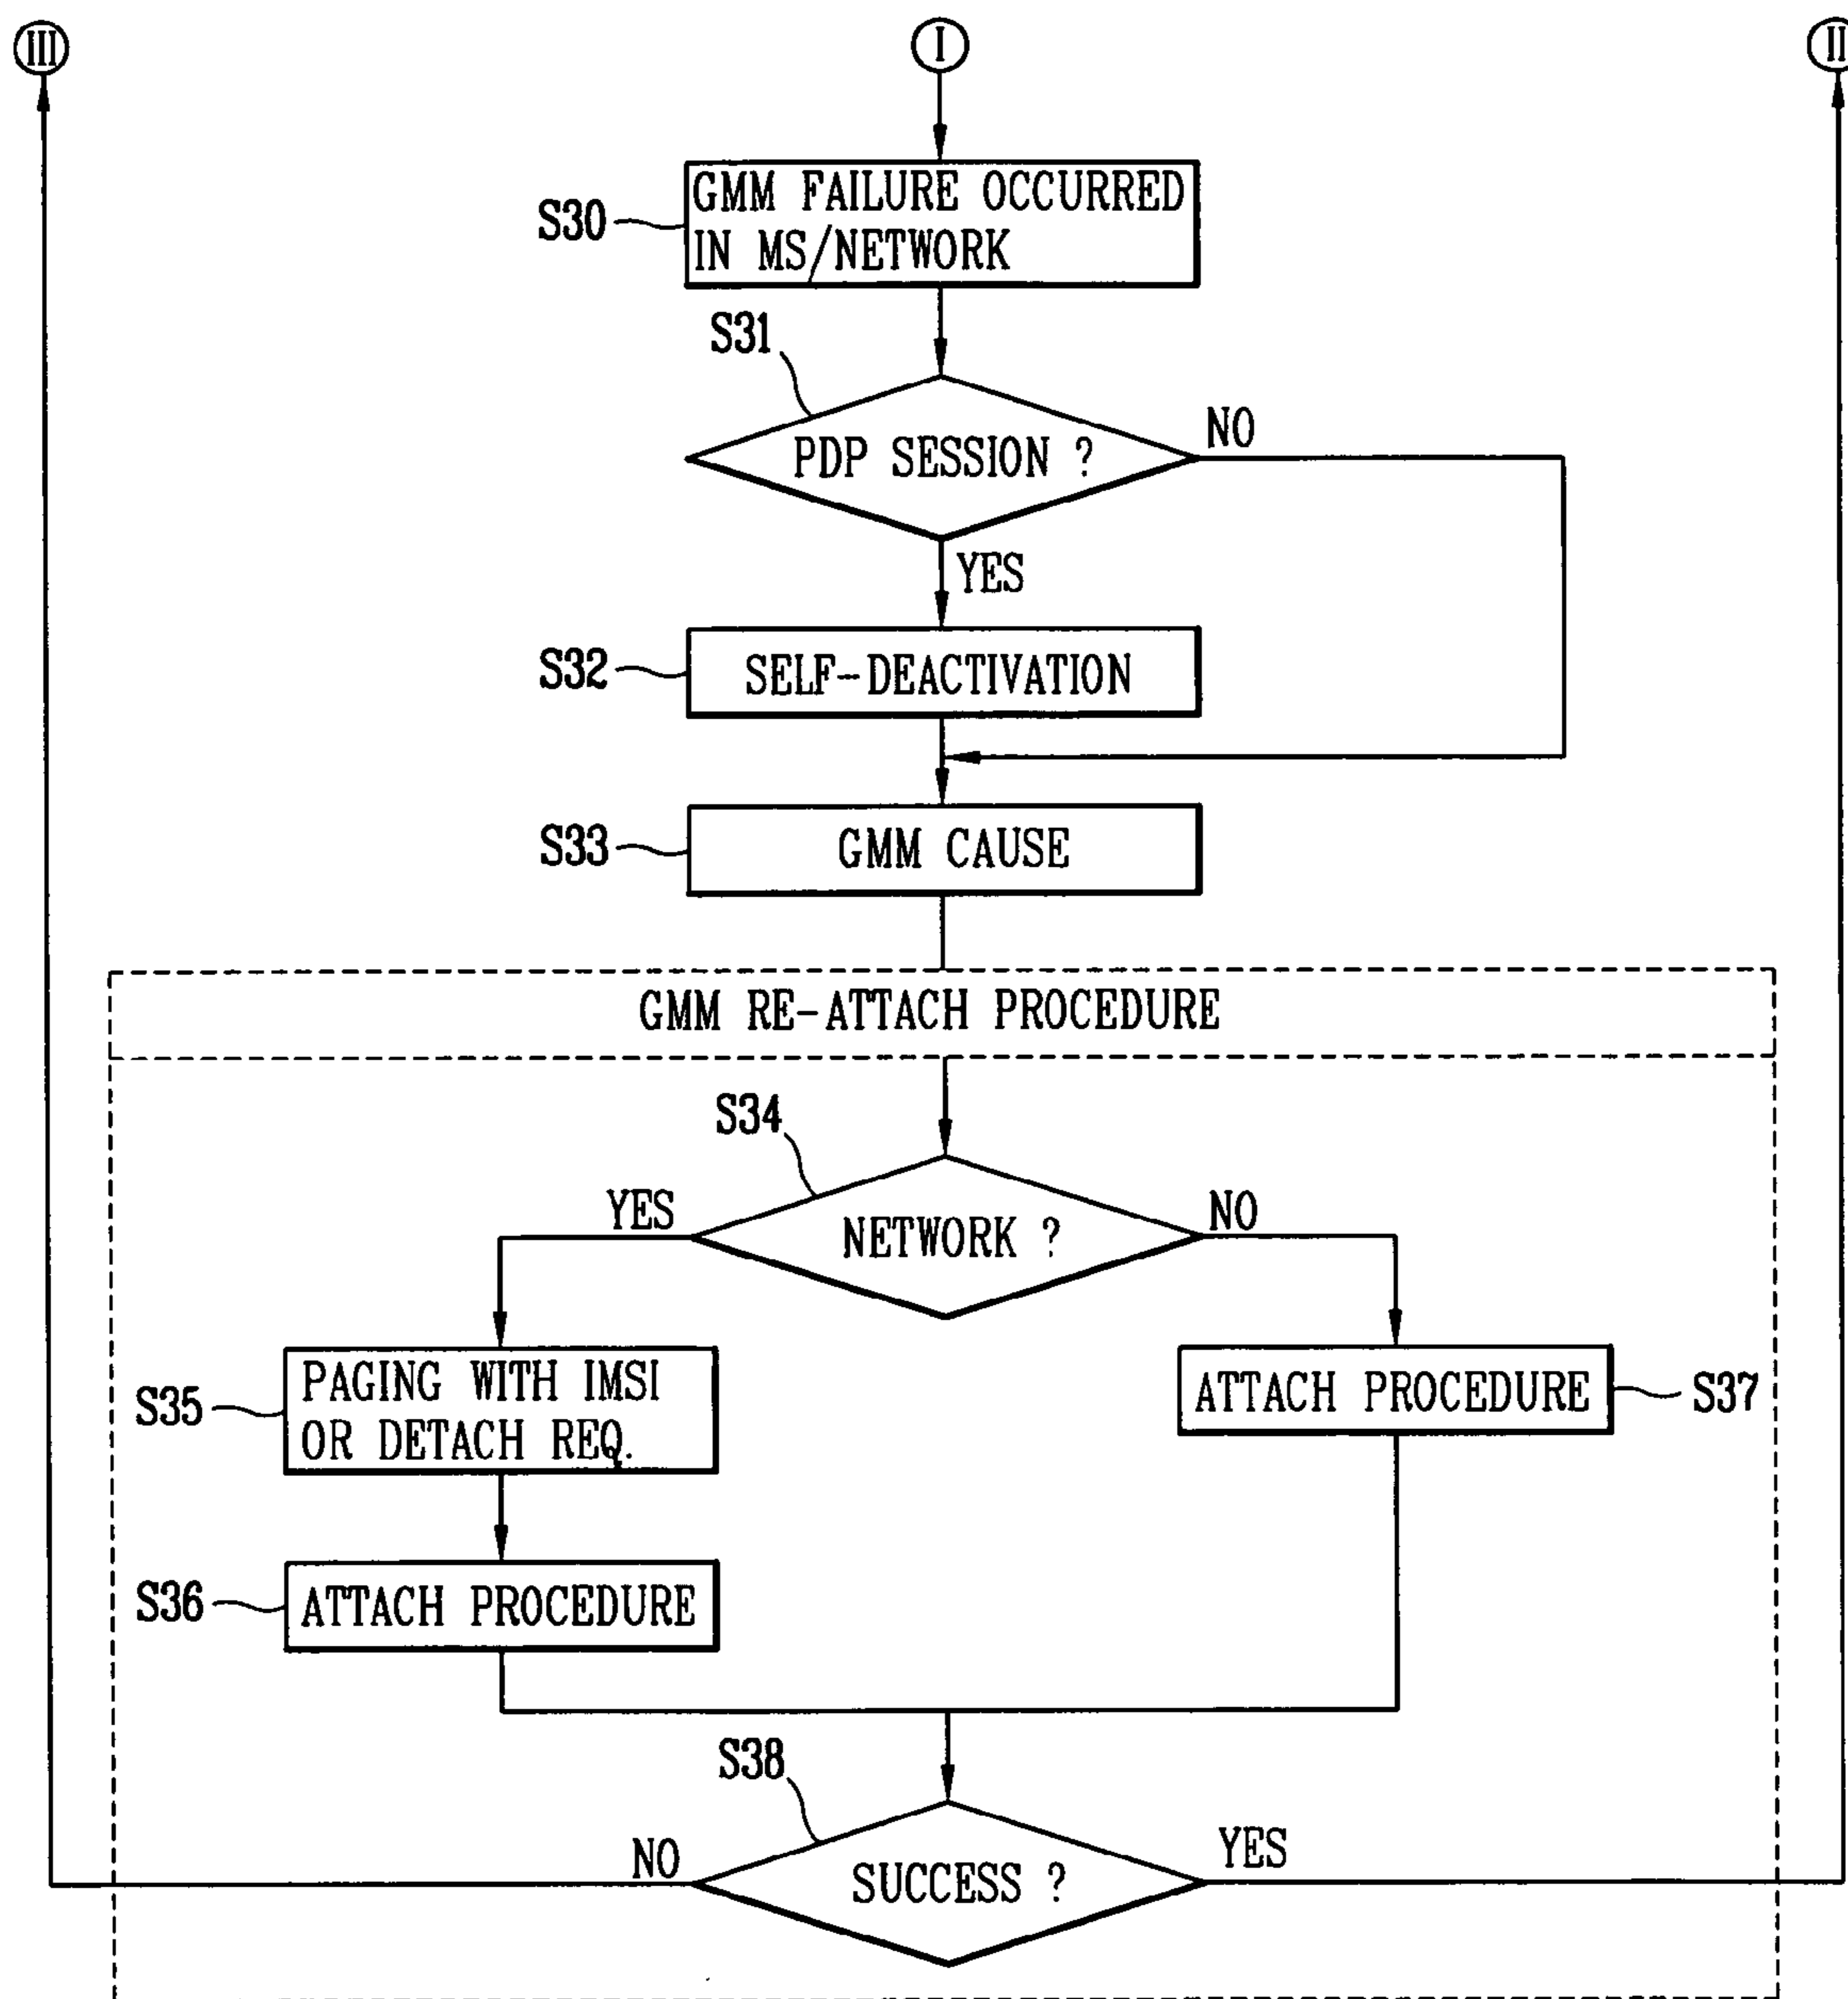 III
I
II
GMM FAILURE OCCURRED
IN MS/NETWORK
S30
S31
PDP SESSION ?
NO
YES
S32
SELF-DEACTIVATION
S33
GMM CAUSE
GMM RE-ATTACH PROCEDURE
S34
YES
NETWORK ?
NO
PAGING WITH IMSI
OR DETACH REQ.
S35
ATTACH PROCEDURE
S37
S36
ATTACH PROCEDURE
S38
NO
SUCCESS ?
YES